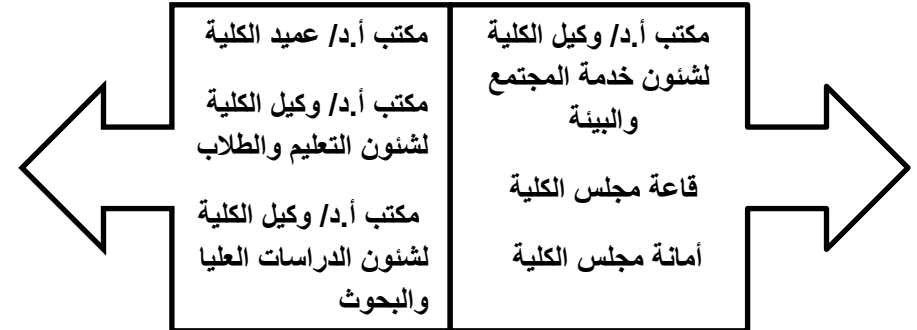 مكتب أ.د/ وكيل الكلية
لشئون خدمة المجتمع
والبيئة
قاعة مجلس الكلية
أمانة مجلس الكلية
مكتب أ.د/ عميد الكلية
مكتب أ.د/ وكيل الكلية
لشئون التعليم والطلاب
مكتب أ.د/ وكيل الكلية
لشئون الدراسات العليا
والبحوث